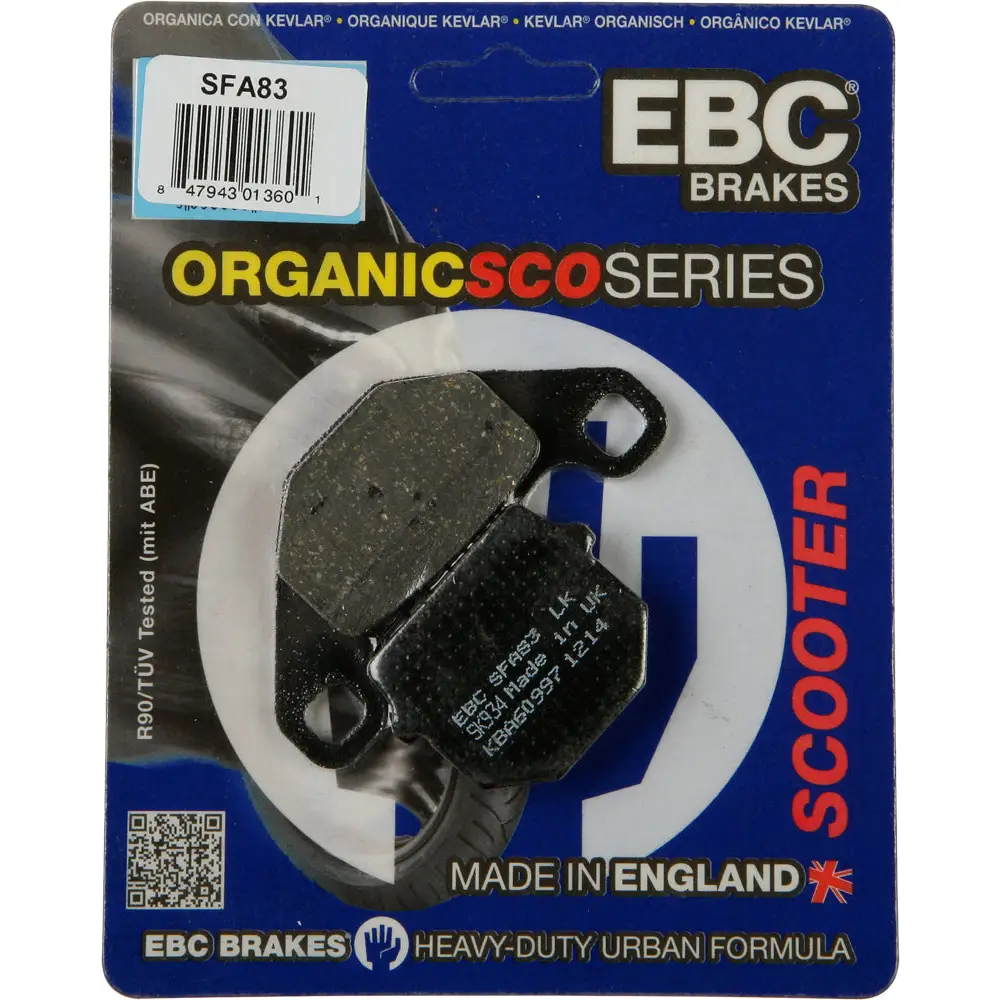 ORGANICA CON KEVLAR® • ORGANIQUE KEVLAR® • KEVLAR® ORGANISCH • ORGÂNICO KEVLAR®
SFA83
8 47943 01360 1
EBC®
BRAKES
ORGANICSCOSERIES
R90/TÜV Tested (mit ABE)
EBC SFA83 LK
SK934 Made in UK
KBA60997 1214
SCOOTER
MADE IN ENGLAND
EBC BRAKES® HEAVY-DUTY URBAN FORMULA